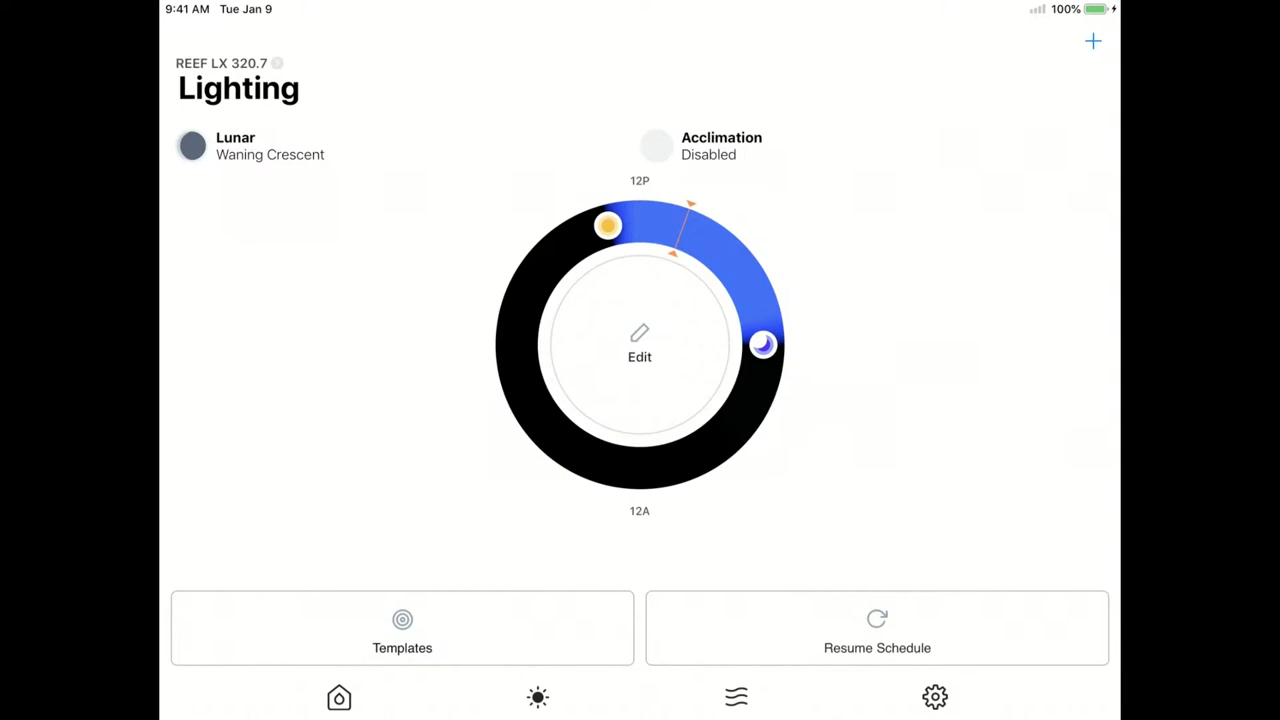 9:41 AM Tue Jan 9
100%
REEF LX 320.7
Lighting
Lunar
Waning Crescent
Acclimation
Disabled
12P
Edit
12A
Templates
Resume Schedule